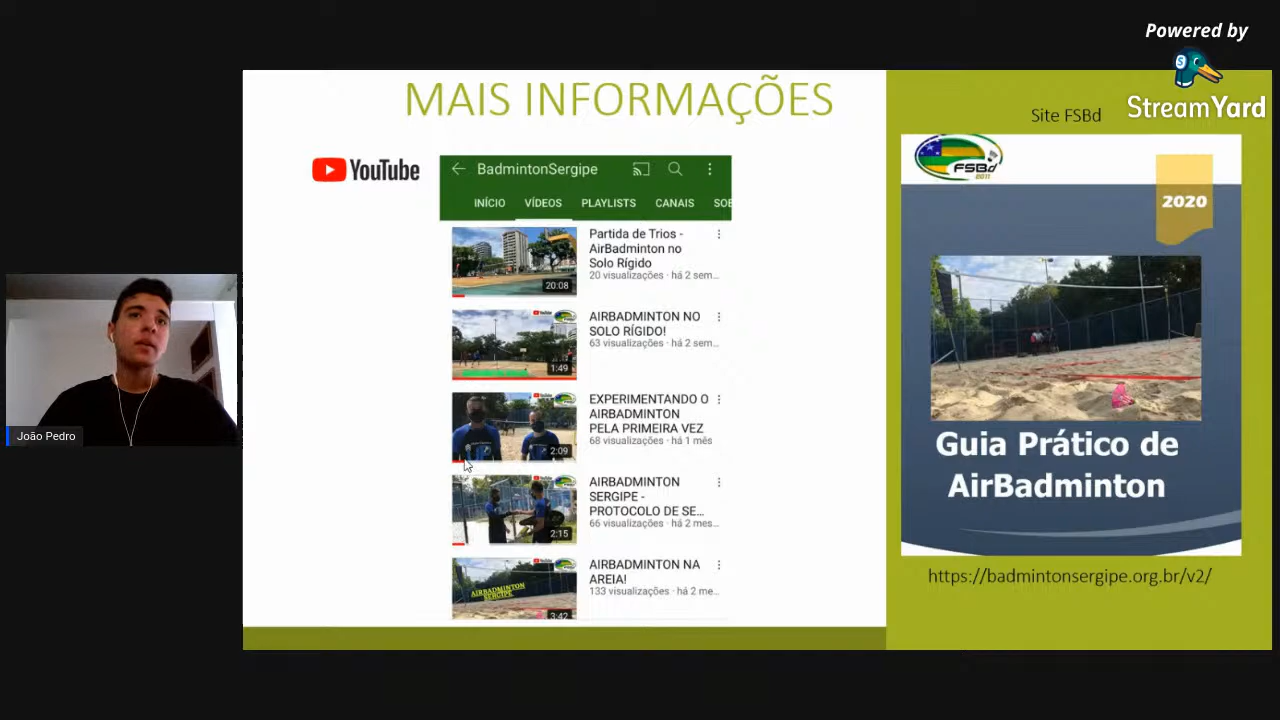 Powered by
StreamYard
MAIS INFORMAÇÕES
YouTube
BadmintonSergipe
INÍCIO VÍDEOS PLAYLISTS CANAIS SOB
Partida de Trios -
AirBadminton no
Solo Rígido
20 visualizações · há 2 sem...
20:08
AIRBADMINTON NO
SOLO RÍGIDO!
63 visualizações · há 2 sem...
1:49
EXPERIMENTANDO O
AIRBADMINTON
PELA PRIMEIRA VEZ
68 visualizações · há 1 mês
2:09
AIRBADMINTON
SERGIPE -
PROTOCOLO DE SE...
66 visualizações · há 2 mes...
2:15
AIRBADMINTON NA
AREIA!
133 visualizações · há 2 me...
3:42
AIRBADMINTON
SERGIPE
Site FSBd
FSBd
2020
Guia Prático de
AirBadminton
https://badmintonsergipe.org.br/v2/
João Pedro